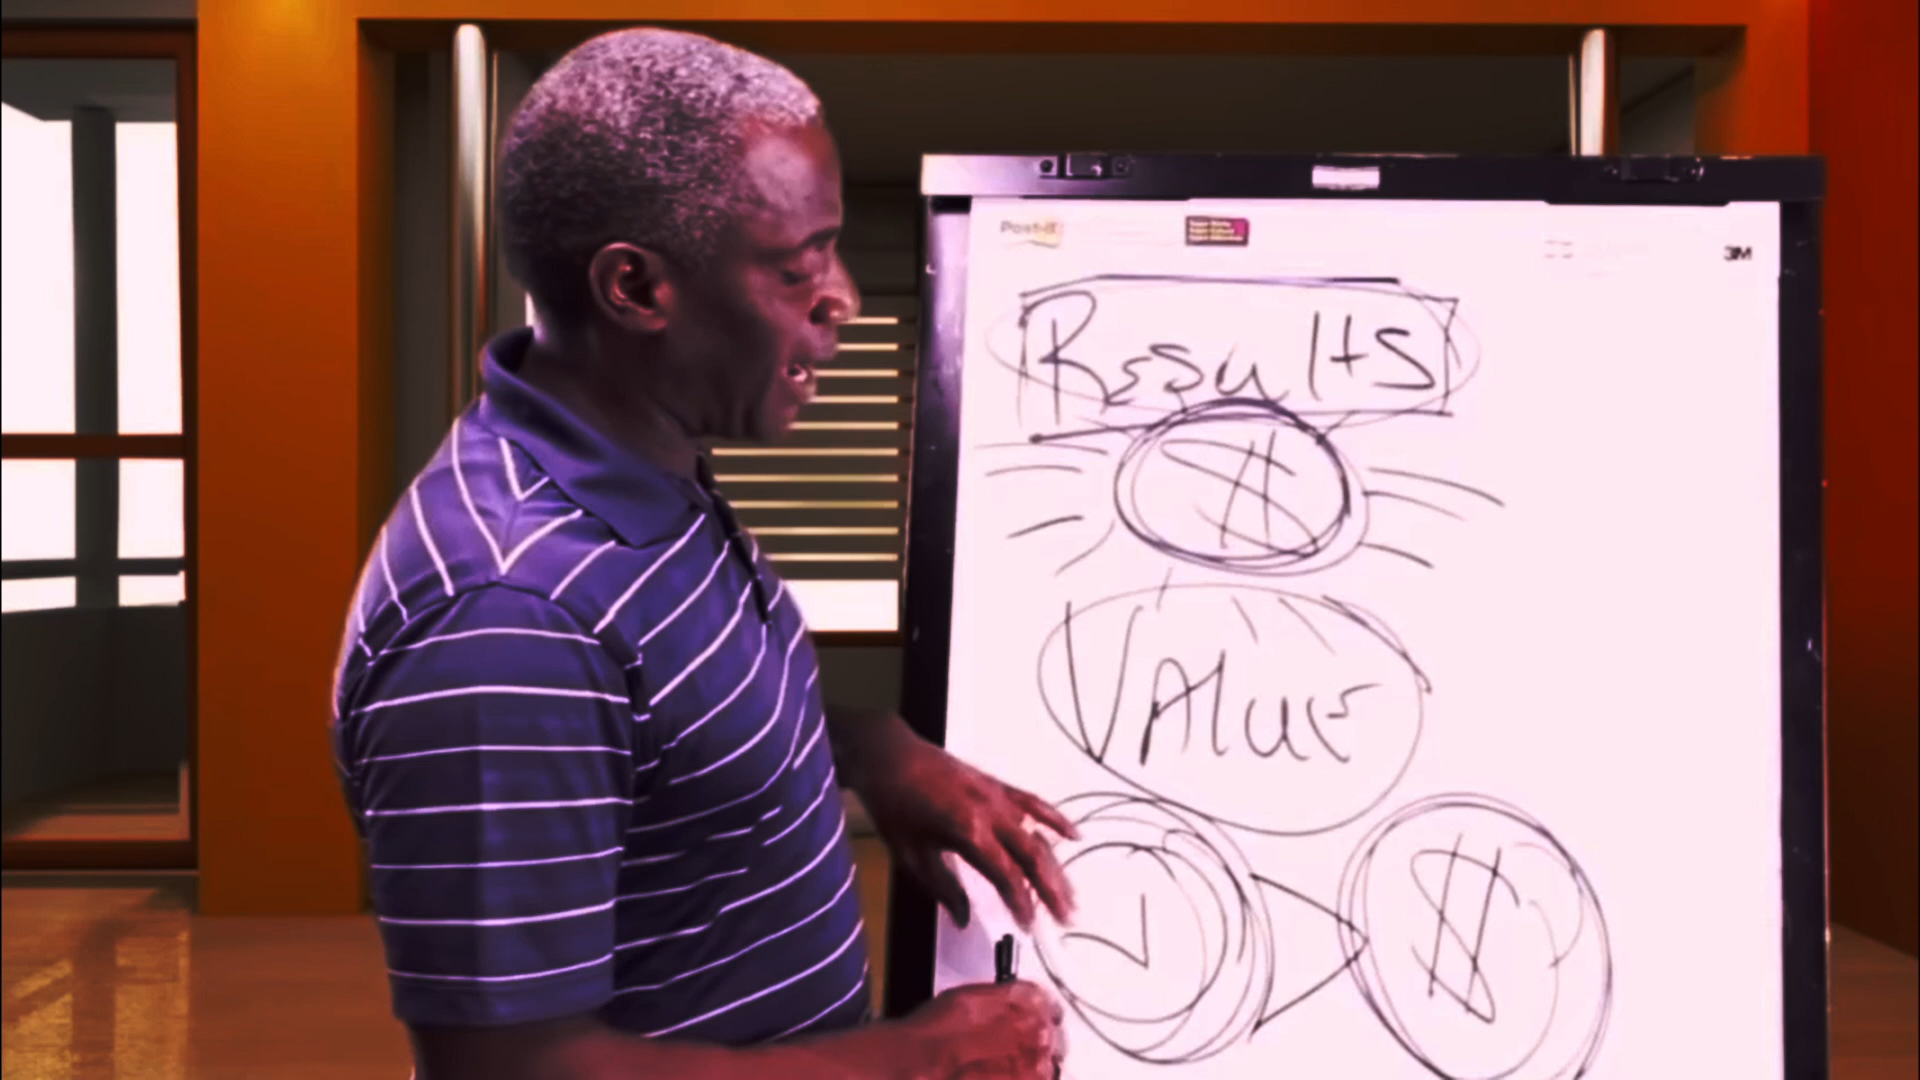 Post-it
3M
Results
$
Value
$